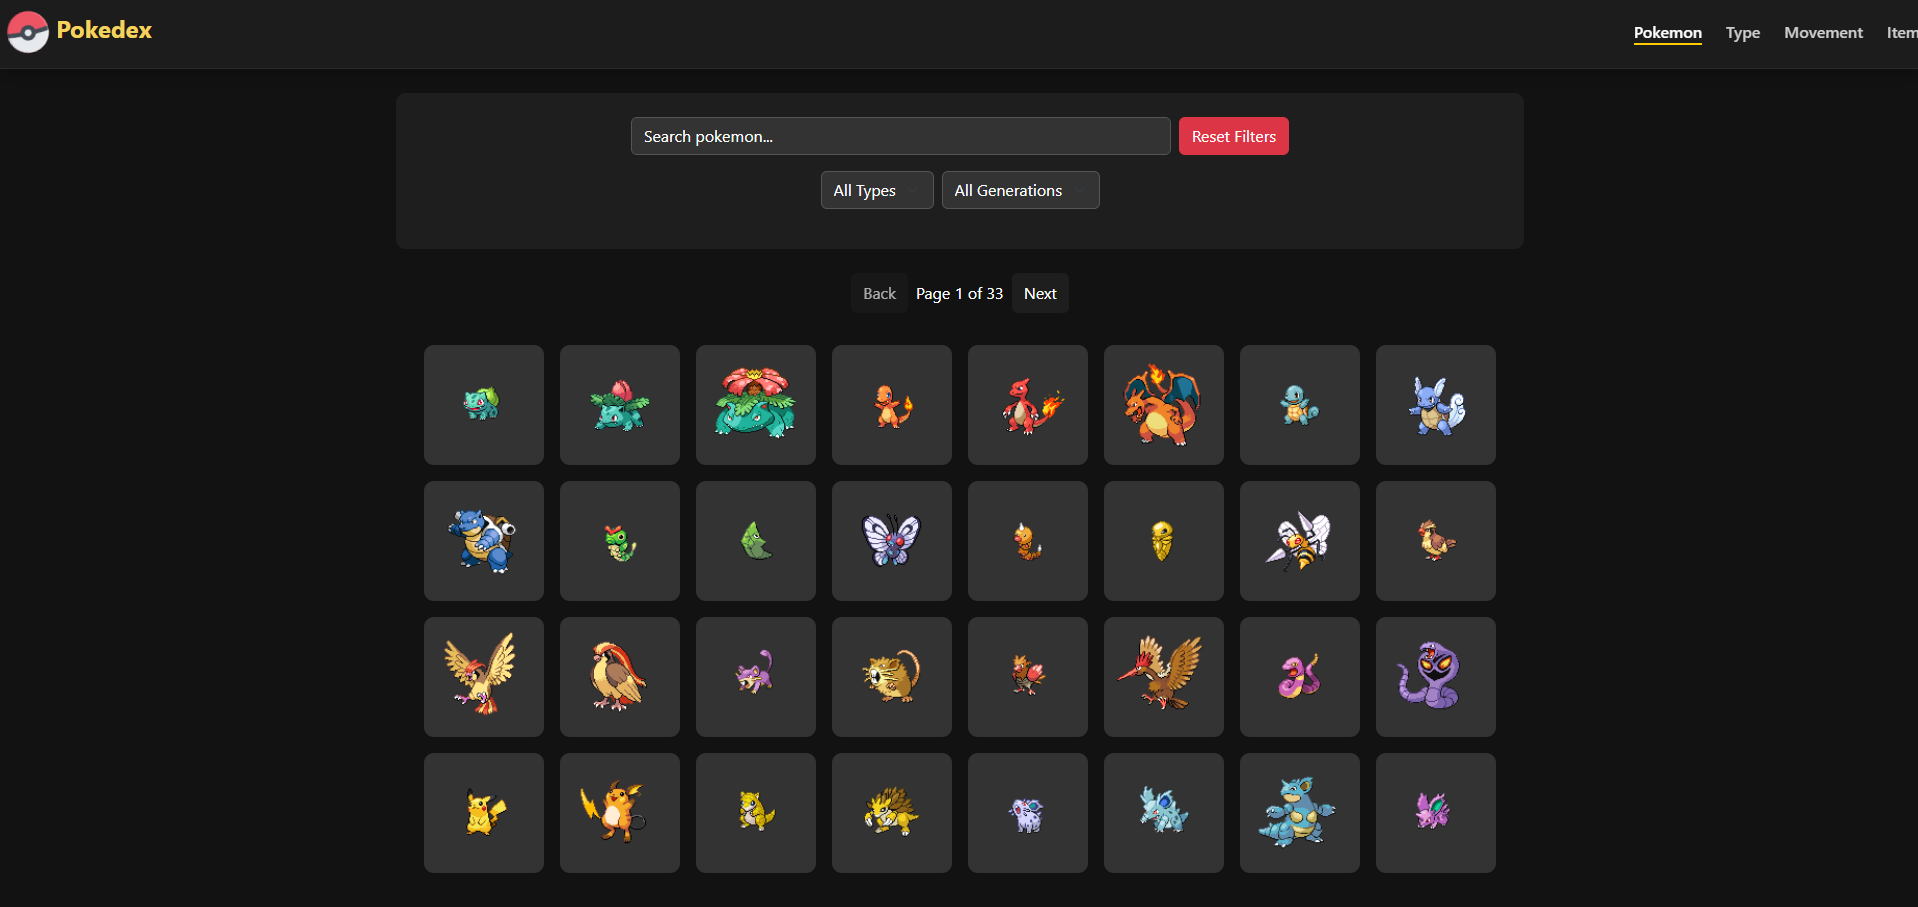 Pokedex
Pokemon Type Movement Item
Search pokemon...
Reset Filters
All Types
All Generations
Back Page 1 of 33 Next